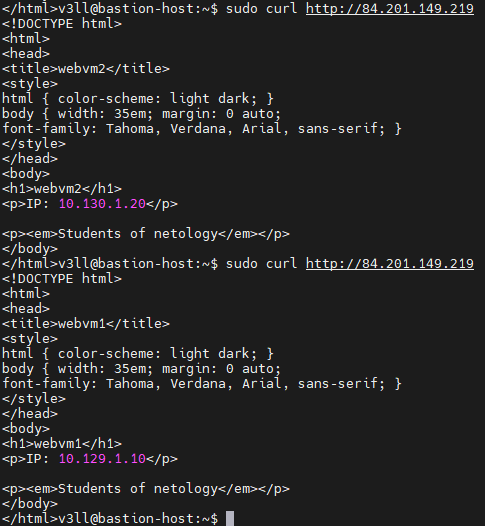 </html>v3ll@bastion-host:~$ sudo curl http://84.201.149.219
<!DOCTYPE html>
<html>
<head>
<title>webvm2</title>
<style>
html { color-scheme: light dark; }
body { width: 35em; margin: 0 auto;
font-family: Tahoma, Verdana, Arial, sans-serif; }
</style>
</head>
<body>
<h1>webvm2</h1>
<p>IP: 10.130.1.20</p>

<p><em>Students of netology</em></p>
</body>
</html>v3ll@bastion-host:~$ sudo curl http://84.201.149.219
<!DOCTYPE html>
<html>
<head>
<title>webvm1</title>
<style>
html { color-scheme: light dark; }
body { width: 35em; margin: 0 auto;
font-family: Tahoma, Verdana, Arial, sans-serif; }
</style>
</head>
<body>
<h1>webvm1</h1>
<p>IP: 10.129.1.10</p>

<p><em>Students of netology</em></p>
</body>
</html>v3ll@bastion-host:~$